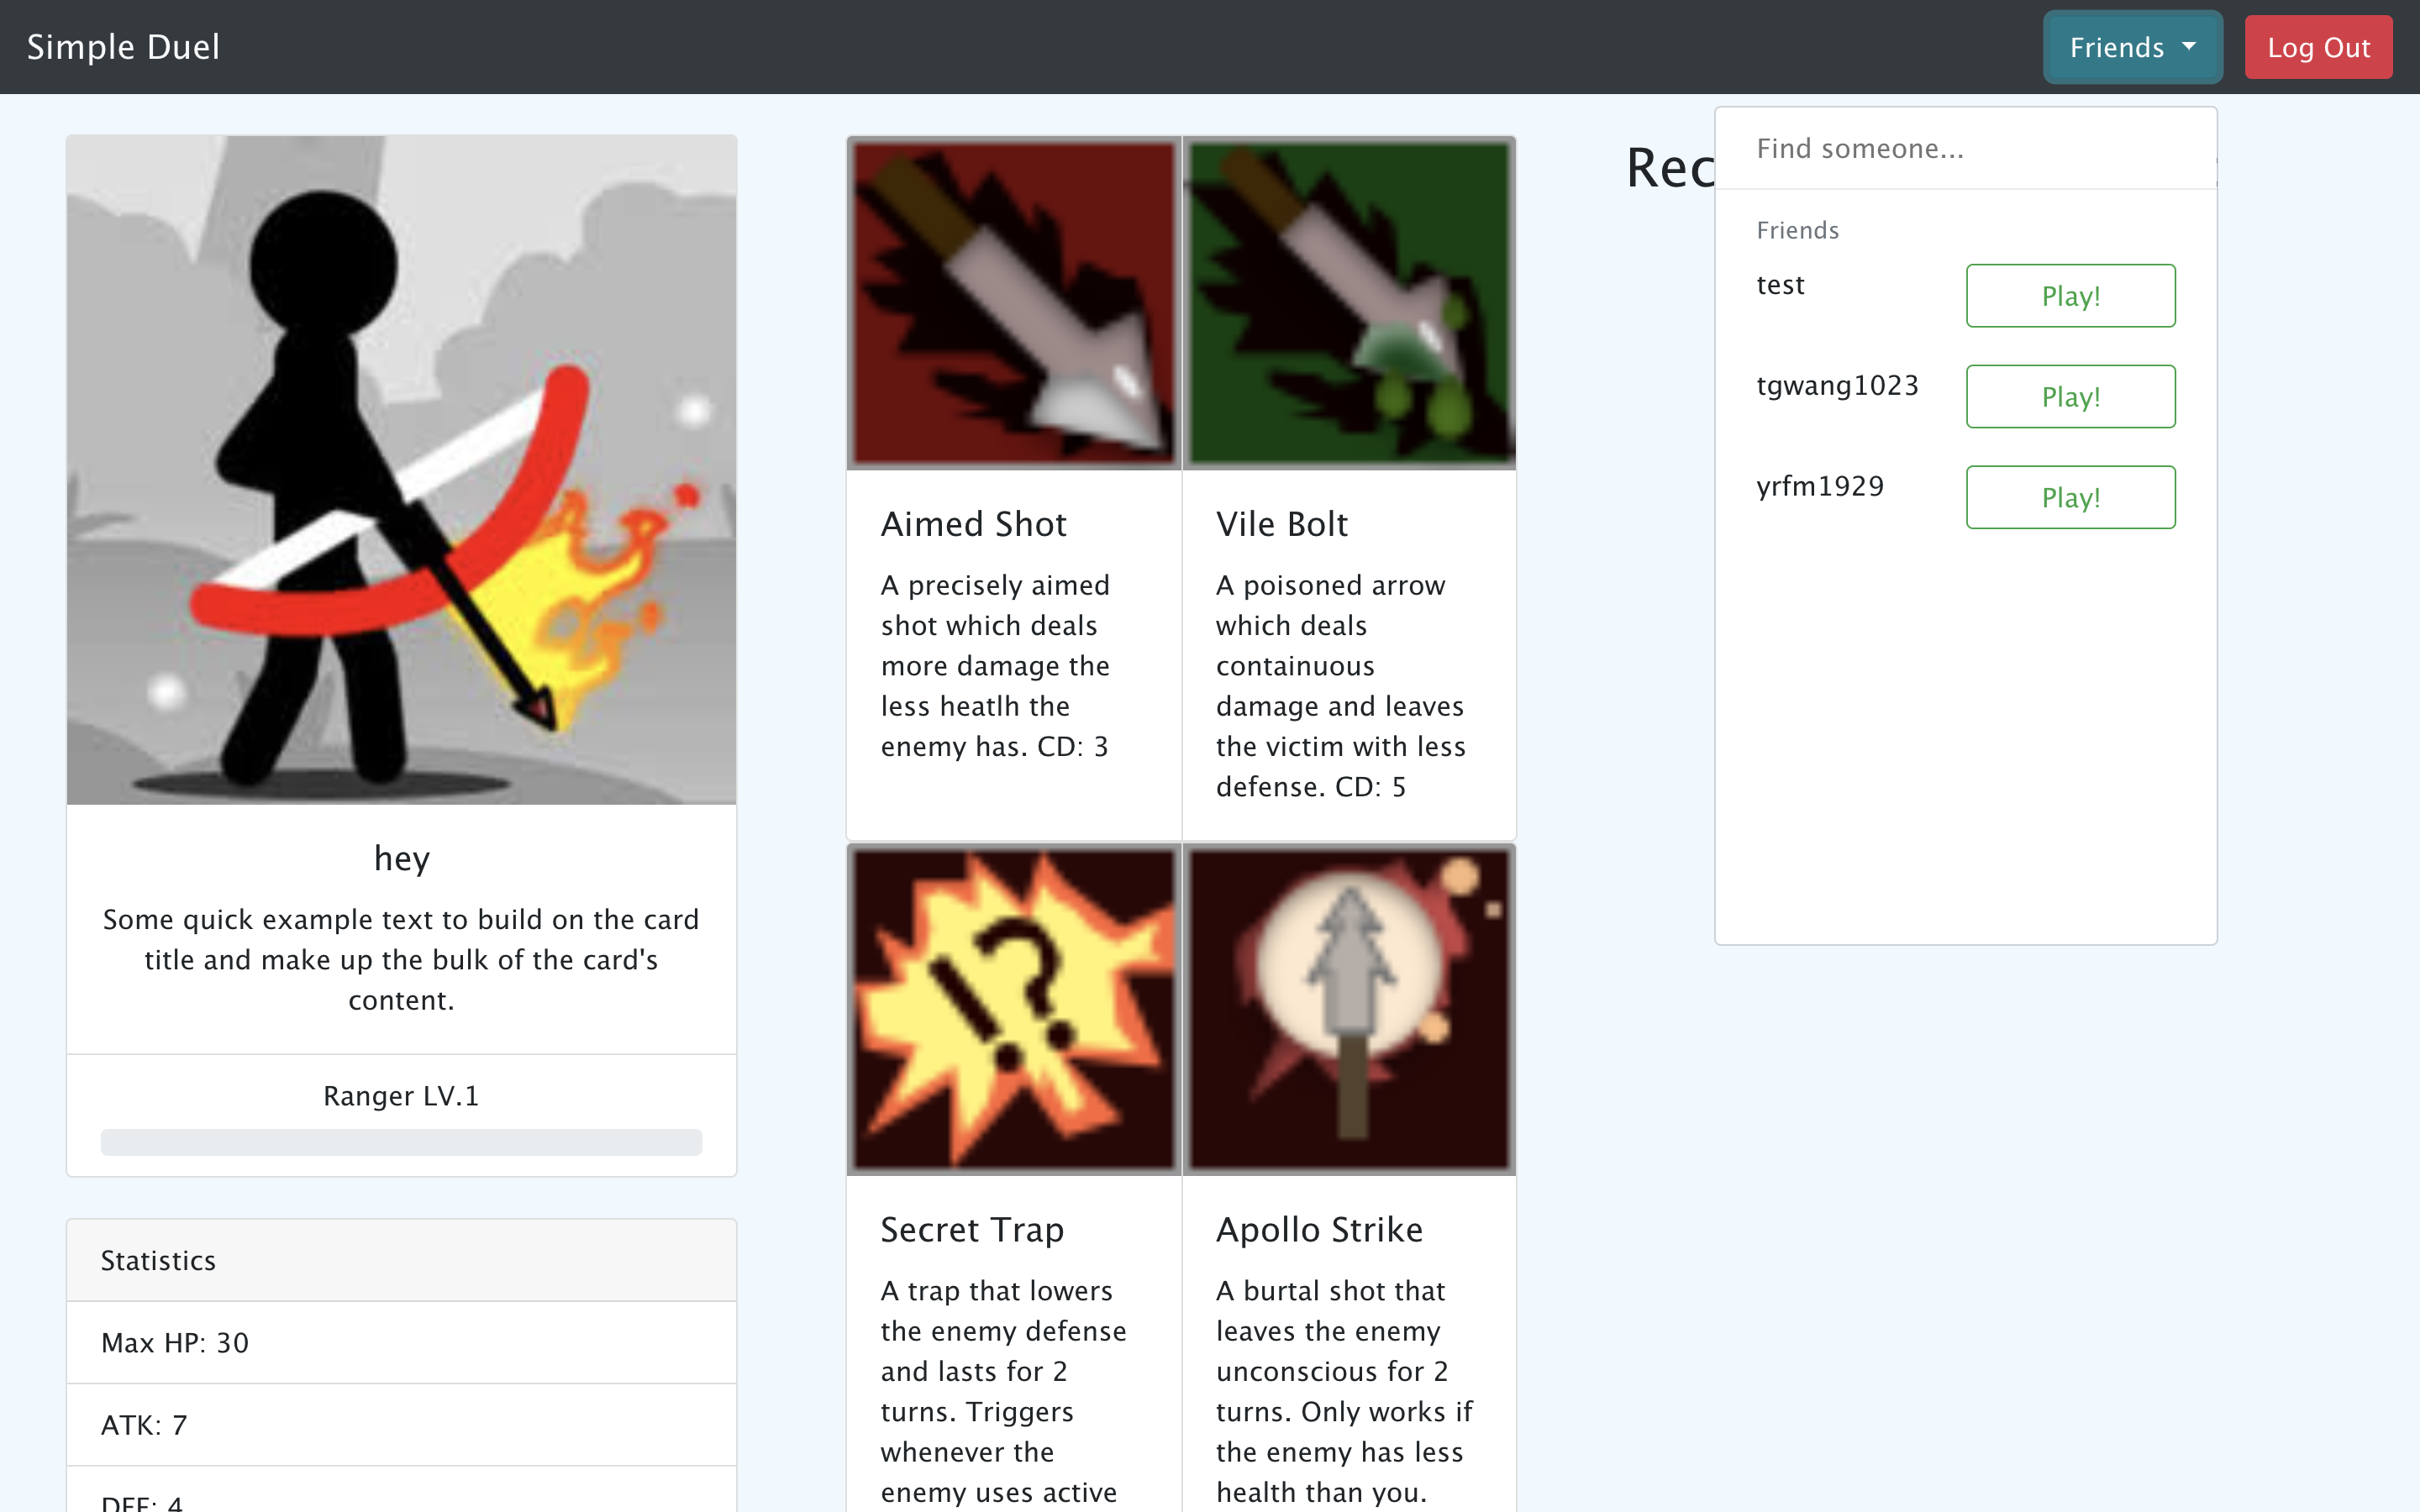 Simple Duel
Friends
Log Out
hey
Some quick example text to build on the card
title and make up the bulk of the card's
content.
Ranger LV.1
Statistics
Max HP: 30
ATK: 7
DEF: 4
Aimed Shot
A precisely aimed
shot which deals
more damage the
less heatlh the
enemy has. CD: 3
Vile Bolt
A poisoned arrow
which deals
containuous
damage and leaves
the victim with less
defense. CD: 5
!?
Secret Trap
A trap that lowers
the enemy defense
and lasts for 2
turns. Triggers
whenever the
enemy uses active
Apollo Strike
A burtal shot that
leaves the enemy
unconscious for 2
turns. Only works if
the enemy has less
health than you.
Rec
Find someone...
Friends
test Play!
tgwang1023 Play!
yrfm1929 Play!